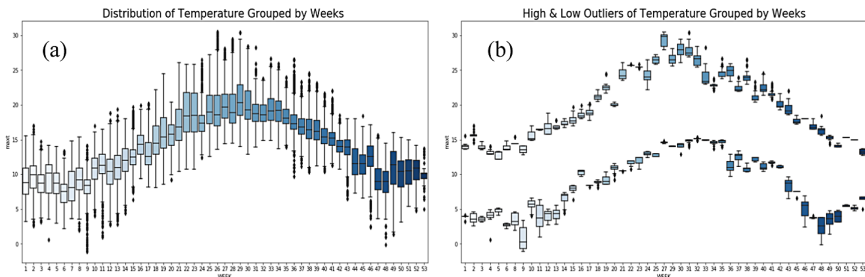 Distribution of Temperature Grouped by Weeks
(a)
30
25
20
15
10
5
0
maxt
1 2 3 4 5 6 7 8 9 10 11 12 13 14 15 16 17 18 19 20 21 22 23 24 25 26 27 28 29 30 31 32 33 34 35 36 37 38 39 40 41 42 43 44 45 46 47 48 49 50 51 52 53
WEEK
High & Low Outliers of Temperature Grouped by Weeks
(b)
30
25
20
15
10
5
0
maxt
1 2 3 4 5 6 7 8 9 10 11 12 13 14 15 16 17 18 19 20 21 22 23 24 25 26 27 28 29 30 31 32 33 34 35 36 37 38 39 40 41 42 43 44 45 46 47 48 49 50 51 52 53
WEEK